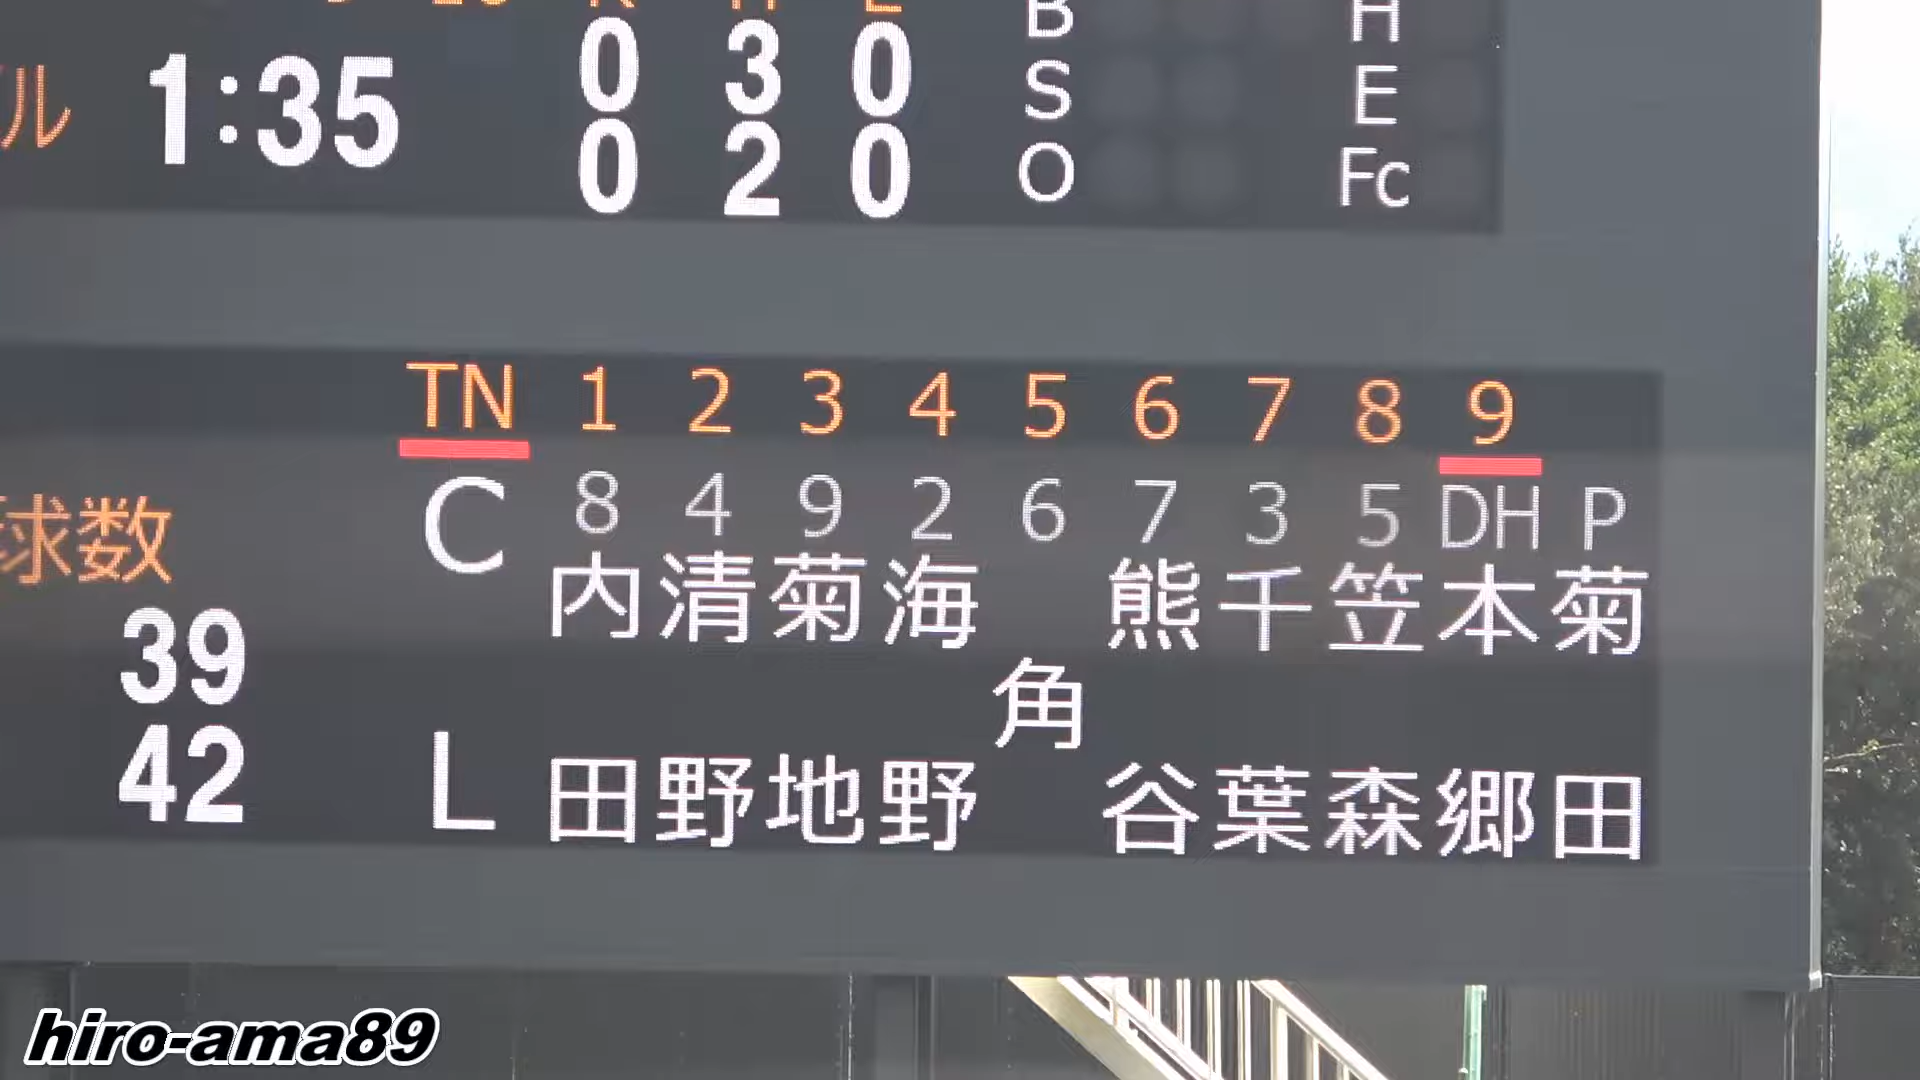 R H E
ル 1:35 0 3 0 B H
S E
0 2 0 O Fc
TN 1 2 3 4 5 6 7 8 9
球数 C 8 4 9 2 6 7 3 5 DH P
39 内田 清野 菊地 海野 角 熊谷 千葉 笠森 本郷 菊田
42 L
hiro-ama89